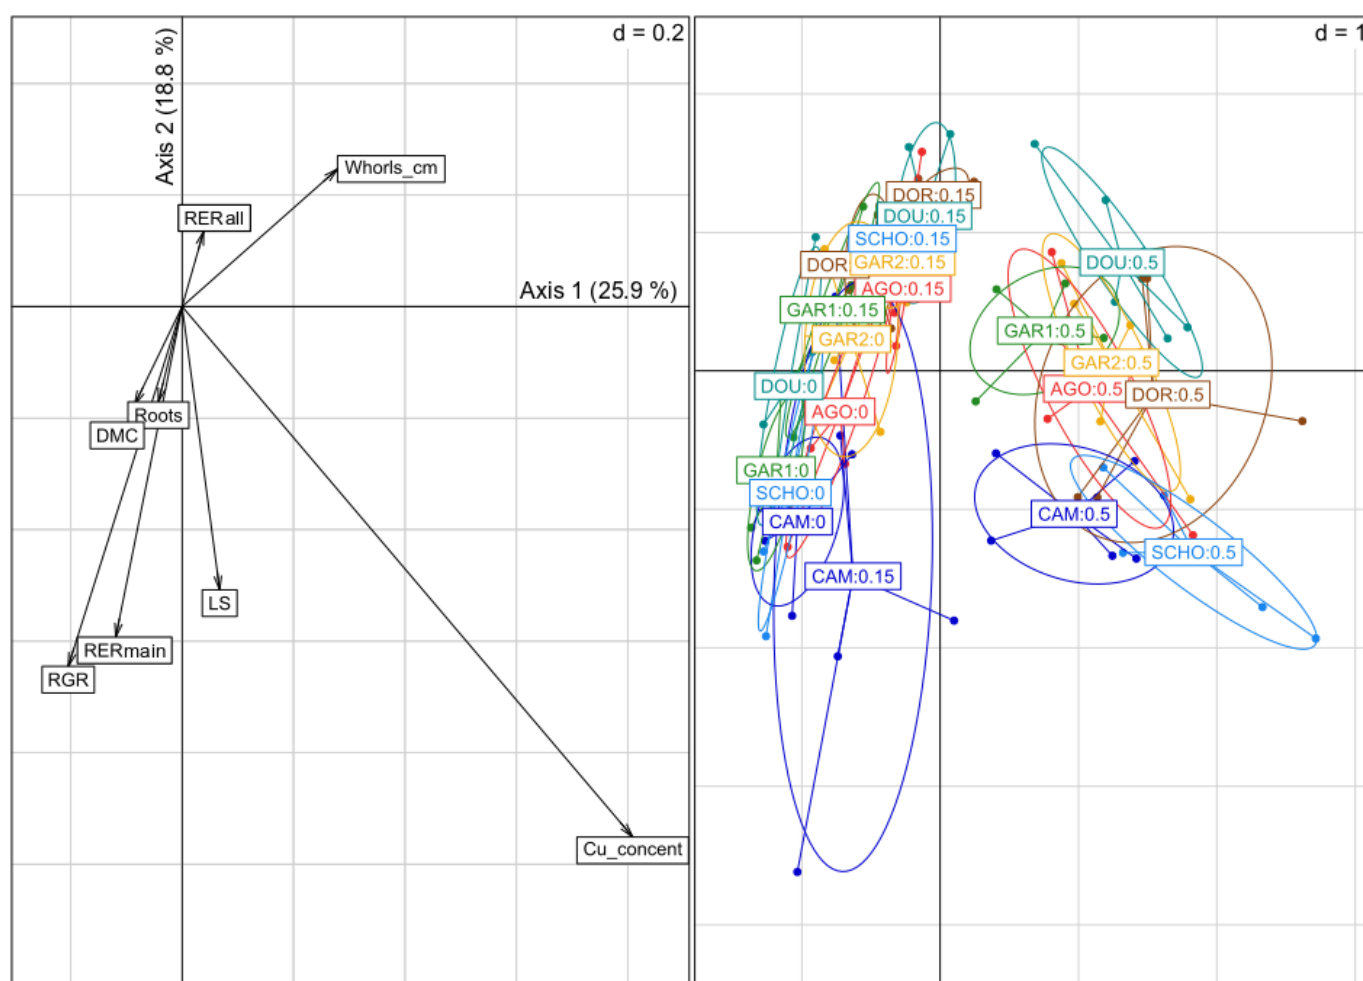 d = 0.2
Axis 2 (18.8 %)
Whorls_cm
RERall
Axis 1 (25.9 %)
Roots
DMC
LS
RERmain
RGR
Cu_concent
d = 1
DOR:0.15
DOU:0.15
SCHO:0.15
DOR
GAR2:0.15
AGO:0.15
GAR1:0.15
GAR2:0
DOU:0
AGO:0
GAR1:0
SCHO:0
CAM:0
CAM:0.15
DOU:0.5
GAR1:0.5
GAR2:0.5
AGO:0.5
DOR:0.5
CAM:0.5
SCHO:0.5